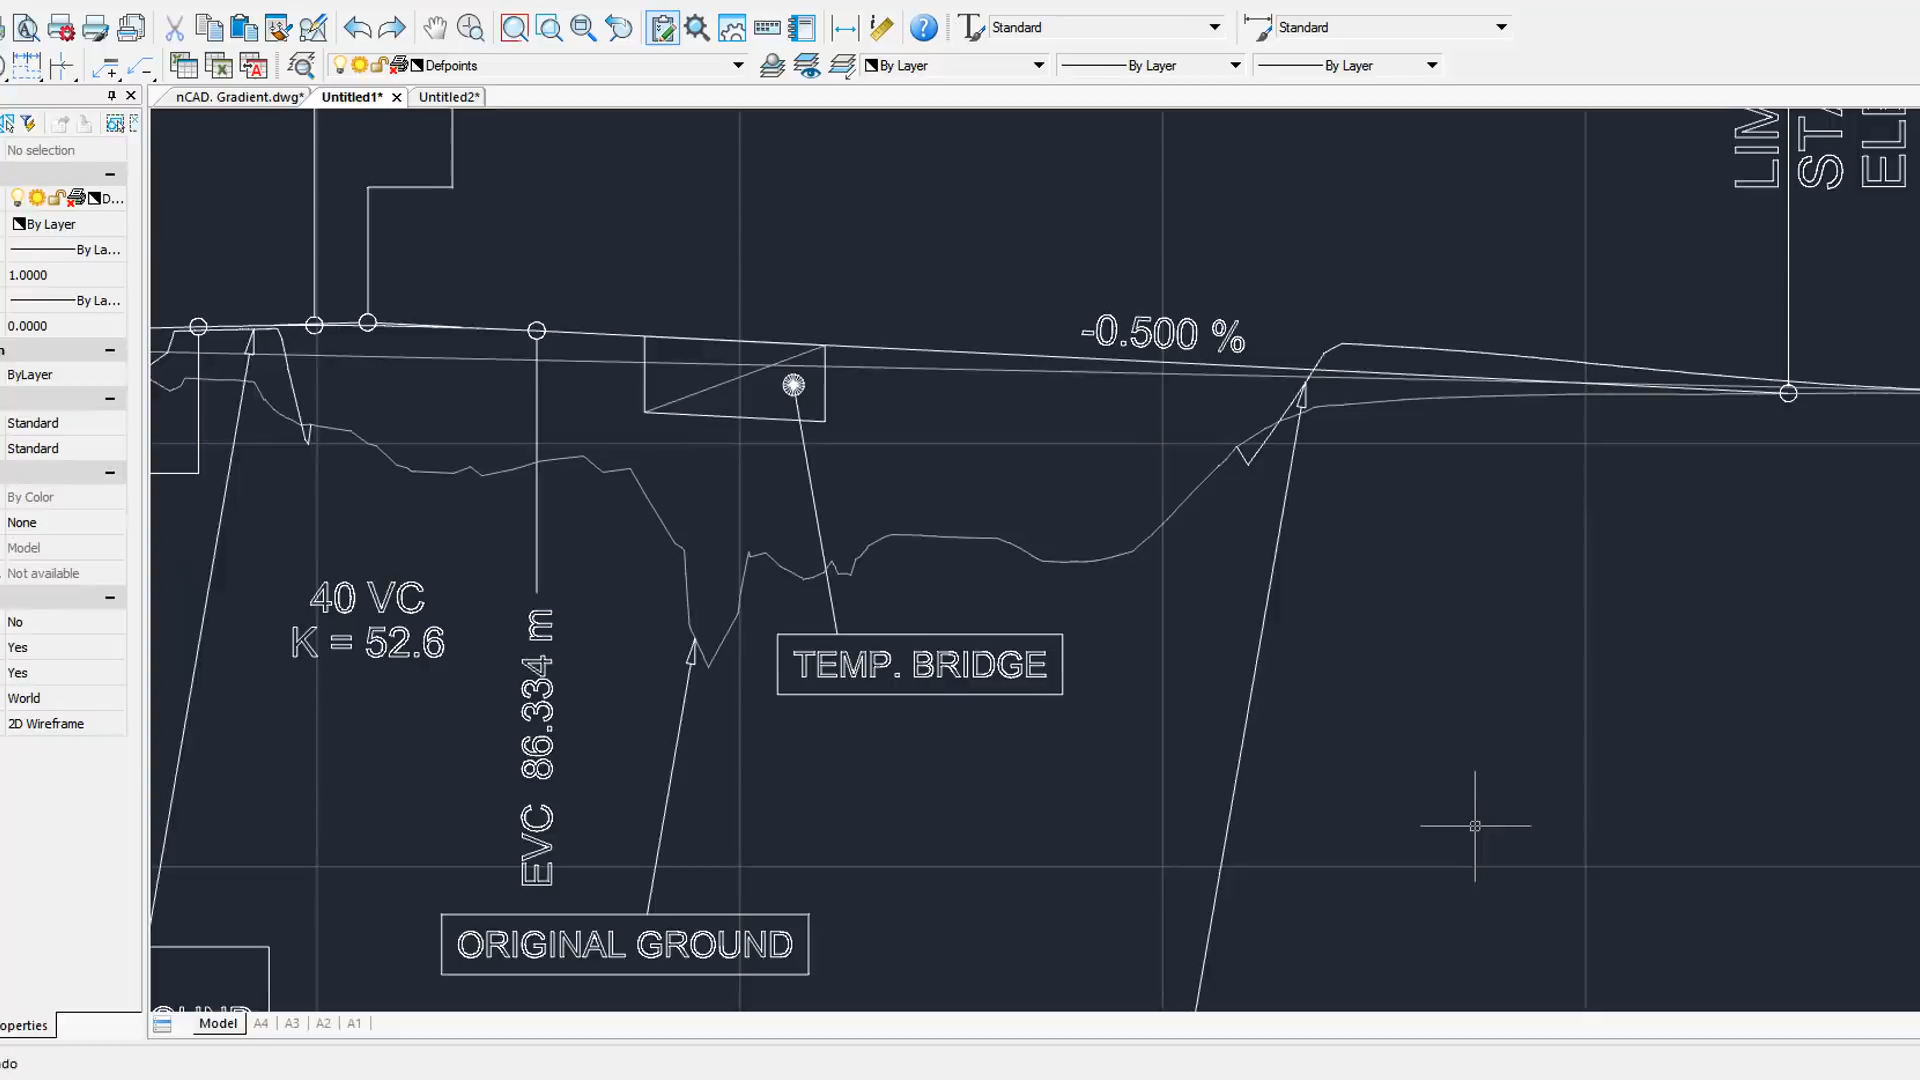 Standard
Standard
Defpoints
By Layer
By Layer
By Layer
nCAD. Gradient.dwg*
Untitled1*
Untitled2*
No selection
D...
By Layer
By La...
1.0000
By La...
0.0000
ByLayer
Standard
Standard
By Color
None
Model
Not available
No
Yes
Yes
World
2D Wireframe
operties
LIM
STA
ELE
-0.500 %
40 VC
K = 52.6
EVC 86.334 m
TEMP. BRIDGE
ORIGINAL GROUND
Model
A4
A3
A2
A1